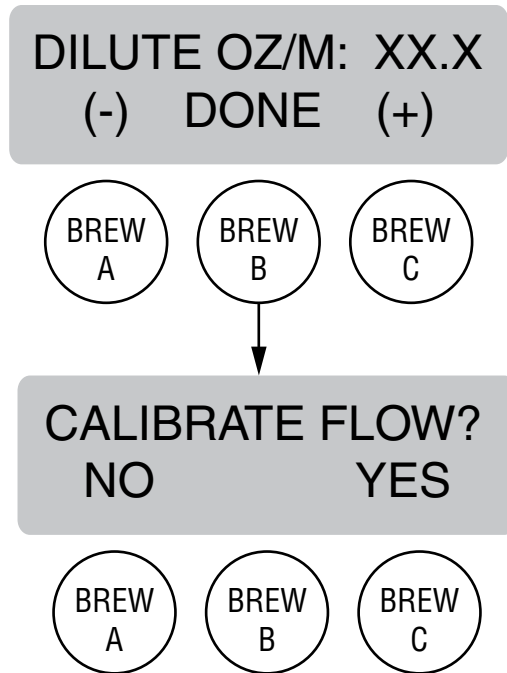 DILUTE OZ/M: XX.X
(-) DONE (+)
BREW BREW BREW
A B C
CALIBRATE FLOW?
NO YES
BREW BREW BREW
A B C